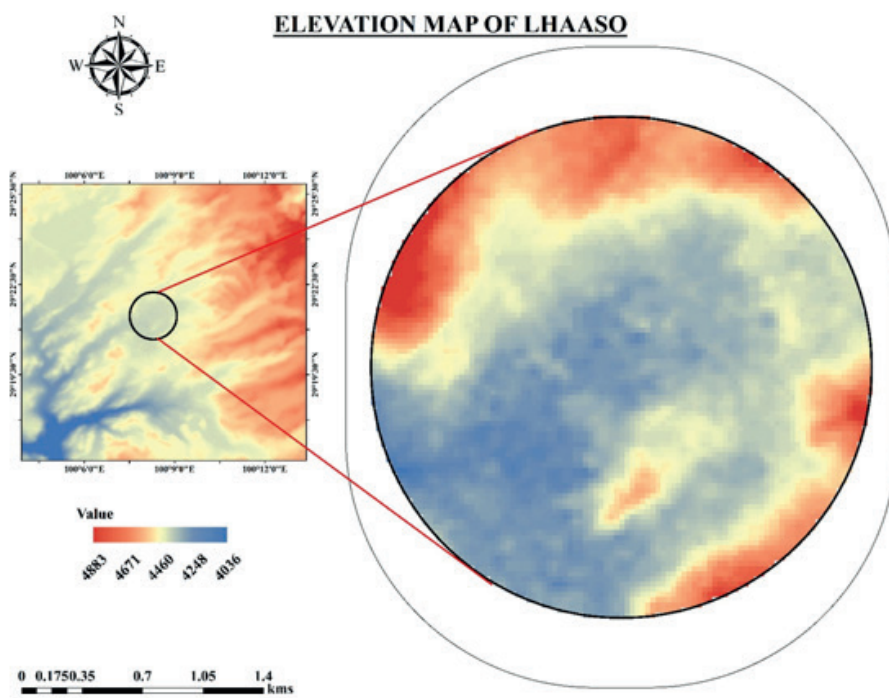 ELEVATION MAP OF LHAASO
N
W E
S
100°6'0"E 100°9'0"E 100°12'0"E
29°25'30"N 29°25'30"N
29°22'30"N 29°22'30"N
29°19'30"N 29°19'30"N
100°6'0"E 100°9'0"E 100°12'0"E
Value
4883 4671 4460 4248 4036
0 0.175 0.35 0.7 1.05 1.4
kms